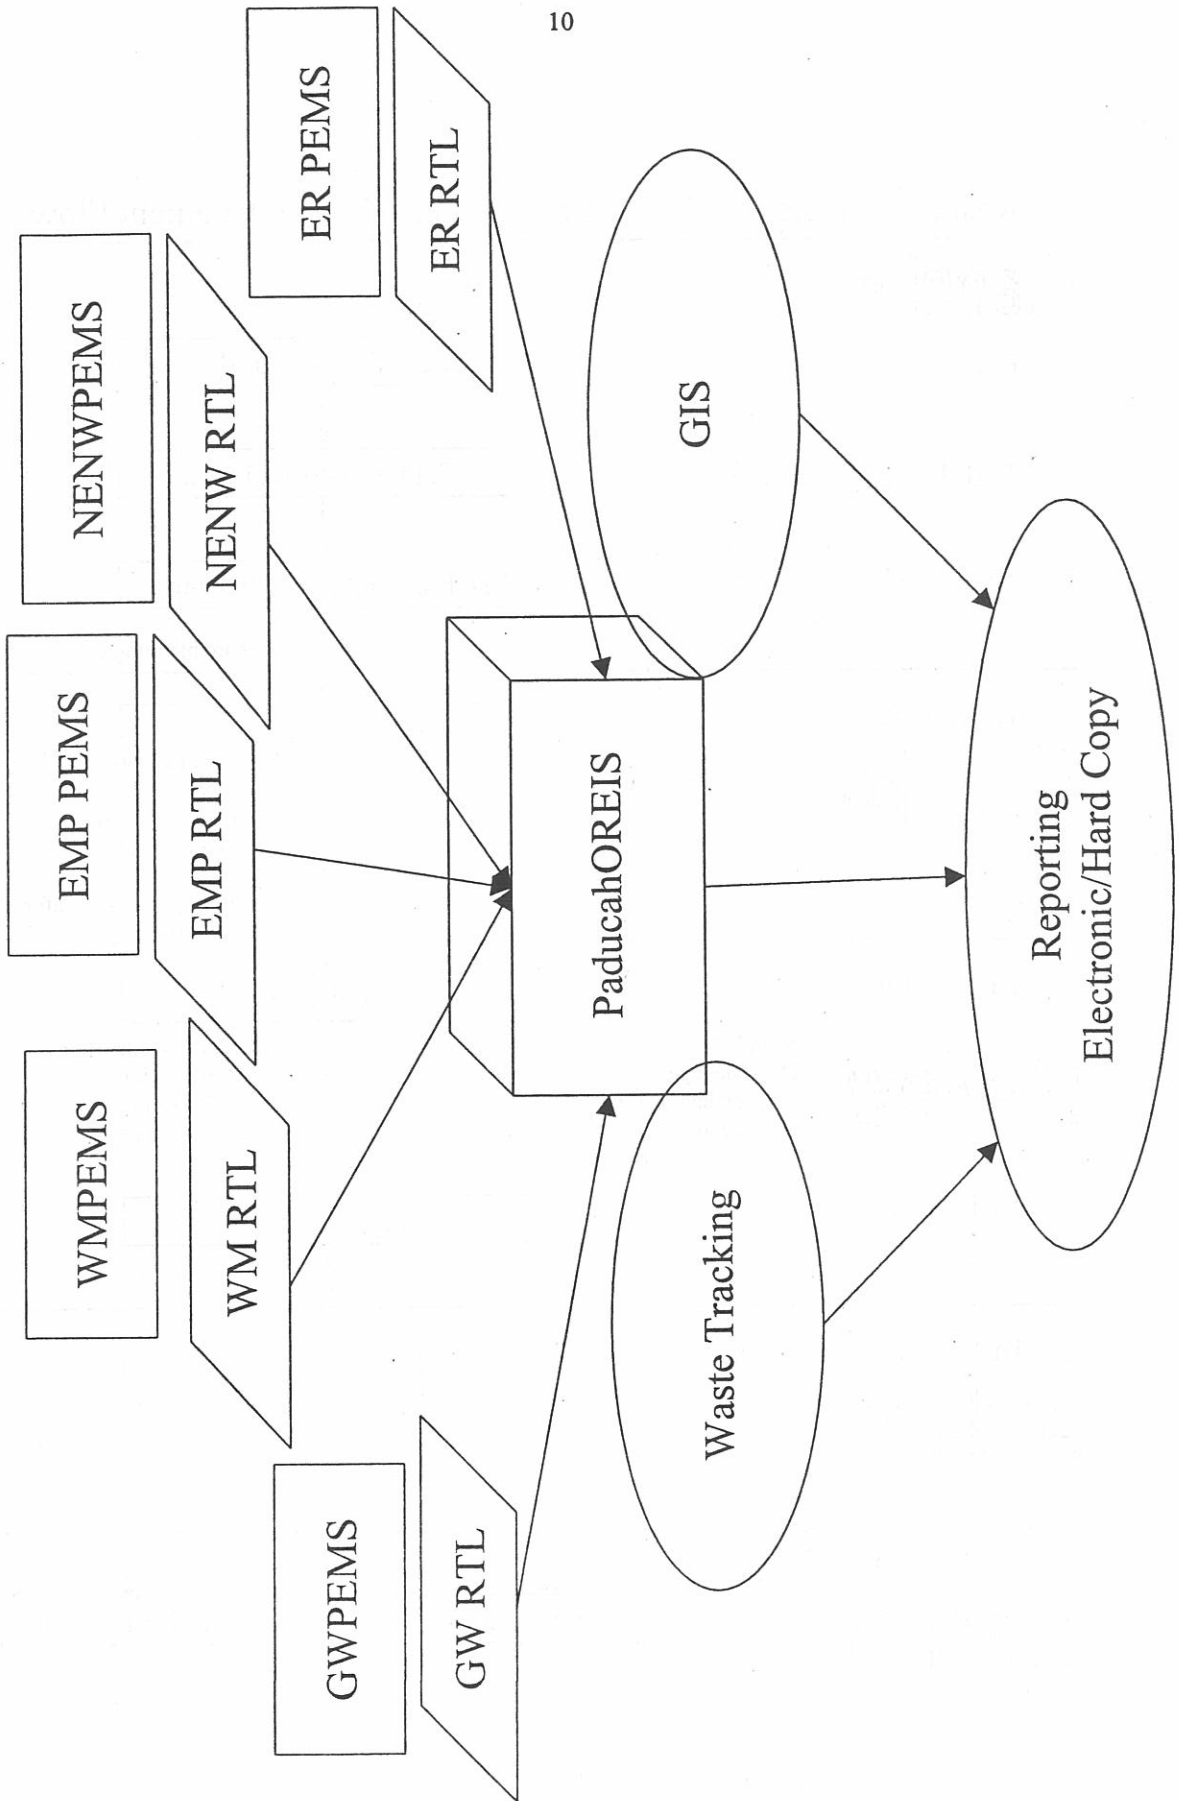 10
GWPEMS
GW RTL
WMPEMS
WM RTL
EMP PEMS
EMP RTL
NENWPEMS
NENW RTL
ER PEMS
ER RTL
PaducahOREIS
Waste Tracking
GIS
Reporting
Electronic/Hard Copy